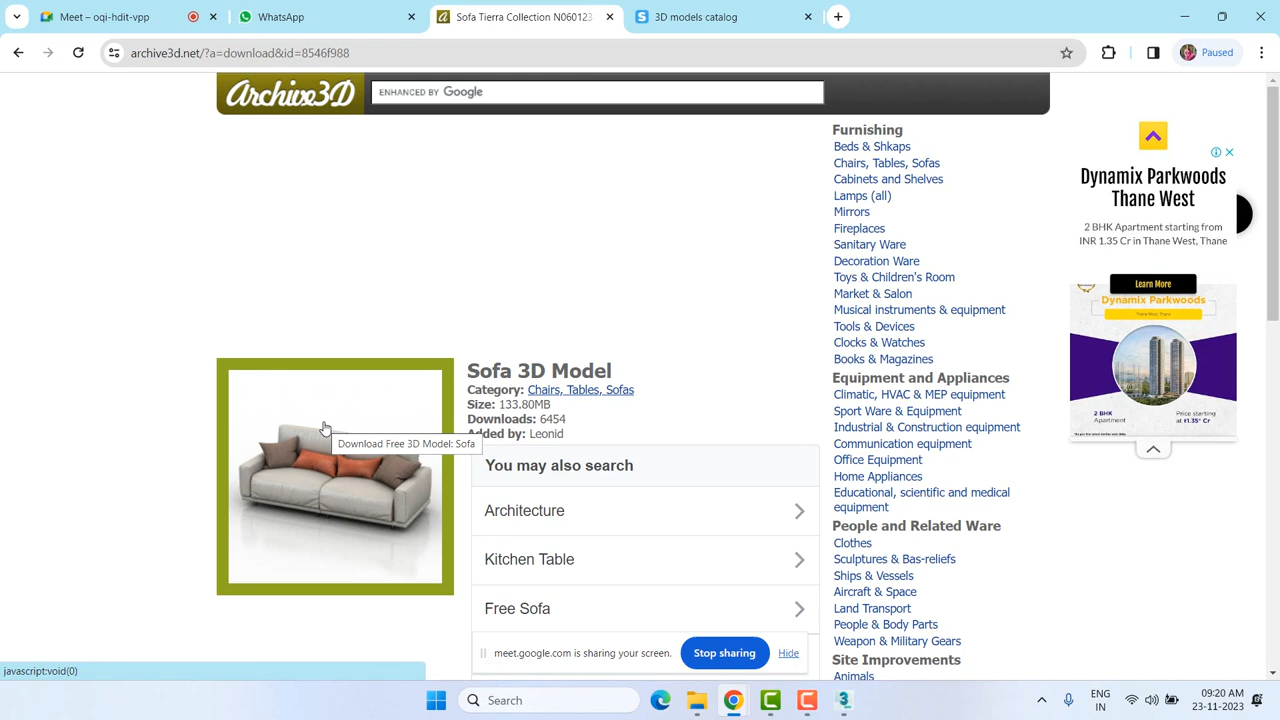 Meet – oqi-hdit-vpp
WhatsApp
Sofa Tierra Collection N060123
3D models catalog
archive3d.net/?a=download&id=8546f988
Paused
Archive3D
ENHANCED BY Google
Furnishing
Beds & Shkaps
Chairs, Tables, Sofas
Cabinets and Shelves
Lamps (all)
Mirrors
Fireplaces
Sanitary Ware
Decoration Ware
Toys & Children's Room
Market & Salon
Musical instruments & equipment
Tools & Devices
Clocks & Watches
Books & Magazines
Equipment and Appliances
Climatic, HVAC & MEP equipment
Sport Ware & Equipment
Industrial & Construction equipment
Communication equipment
Office Equipment
Home Appliances
Educational, scientific and medical
equipment
People and Related Ware
Clothes
Sculptures & Bas-reliefs
Ships & Vessels
Aircraft & Space
Land Transport
People & Body Parts
Weapon & Military Gears
Site Improvements
Animals
Dynamix Parkwoods
Thane West
2 BHK Apartment starting from
INR 1.35 Cr in Thane West, Thane
Learn More
Dynamix Parkwoods
Thane West, Thane
2 BHK
Apartment
Price starting
at ₹1.35* Cr
Sofa 3D Model
Category: Chairs, Tables, Sofas
Size: 133.80MB
Downloads: 6454
Added by: Leonid
Download Free 3D Model: Sofa
You may also search
Architecture
Kitchen Table
Free Sofa
meet.google.com is sharing your screen.
Stop sharing
Hide
javascript:void(0)
Search
ENG
IN
09:20 AM
23-11-2023